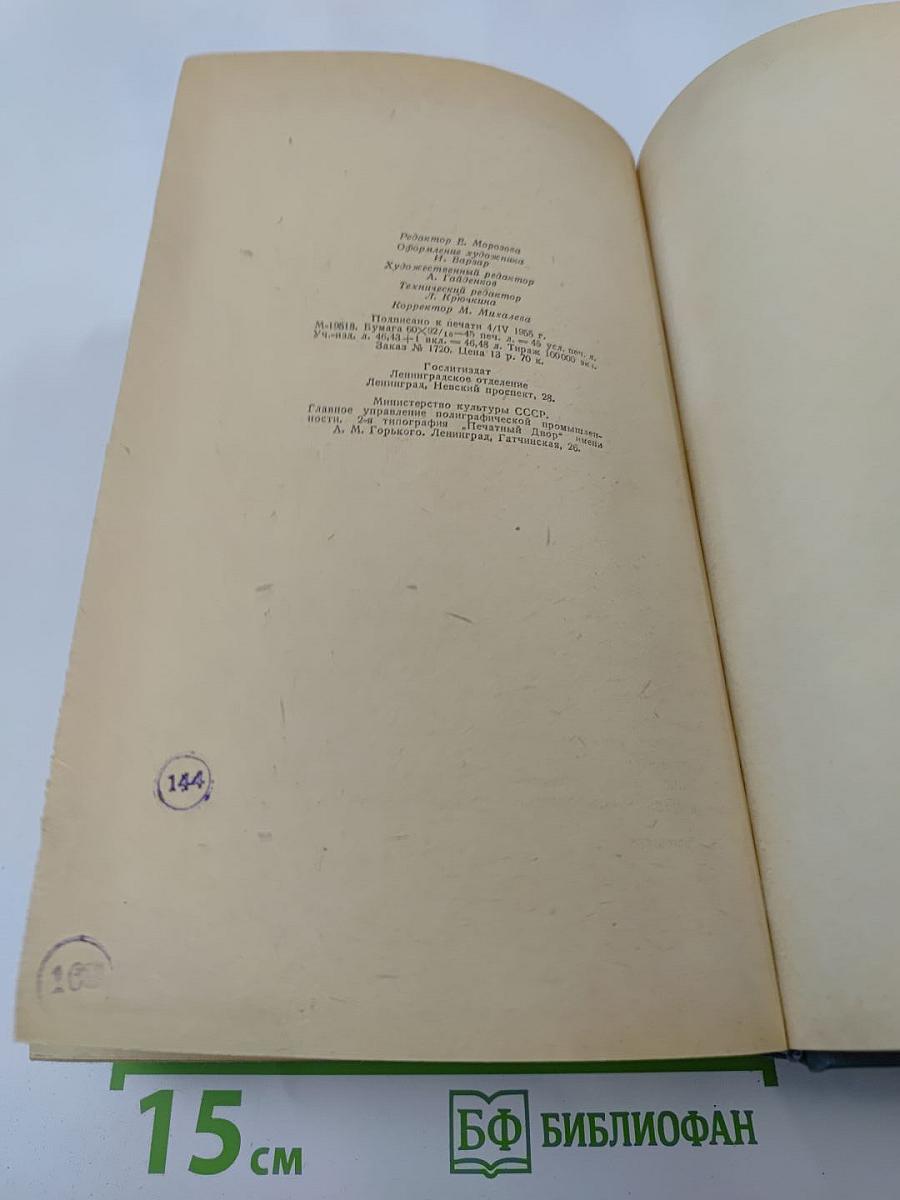 Редактор Е. Морозова
Оформление художника
И. Варзар
Художественный редактор
А. Гайденков
Технический редактор
Л. Крючкина
Корректор М. Михалева
Подписано к печати 4/IV 1955 г.
М-19618. Бумага 60×92/16—45 печ. л. = 45 усл. печ. л.
Уч.-изд. л. 46,43+1 вкл. = 46,48 л. Тираж 100000 экз.
Заказ № 1720. Цена 13 р. 70 к.
Гослитиздат
Ленинградское отделение
Ленинград, Невский проспект, 28.
Министерство культуры СССР.
Главное управление полиграфической промышлен-
ности. 2-я типография „Печатный Двор“ имени
А. М. Горького. Ленинград, Гатчинская, 26.
144
15 см
БФ БИБЛИОФАН